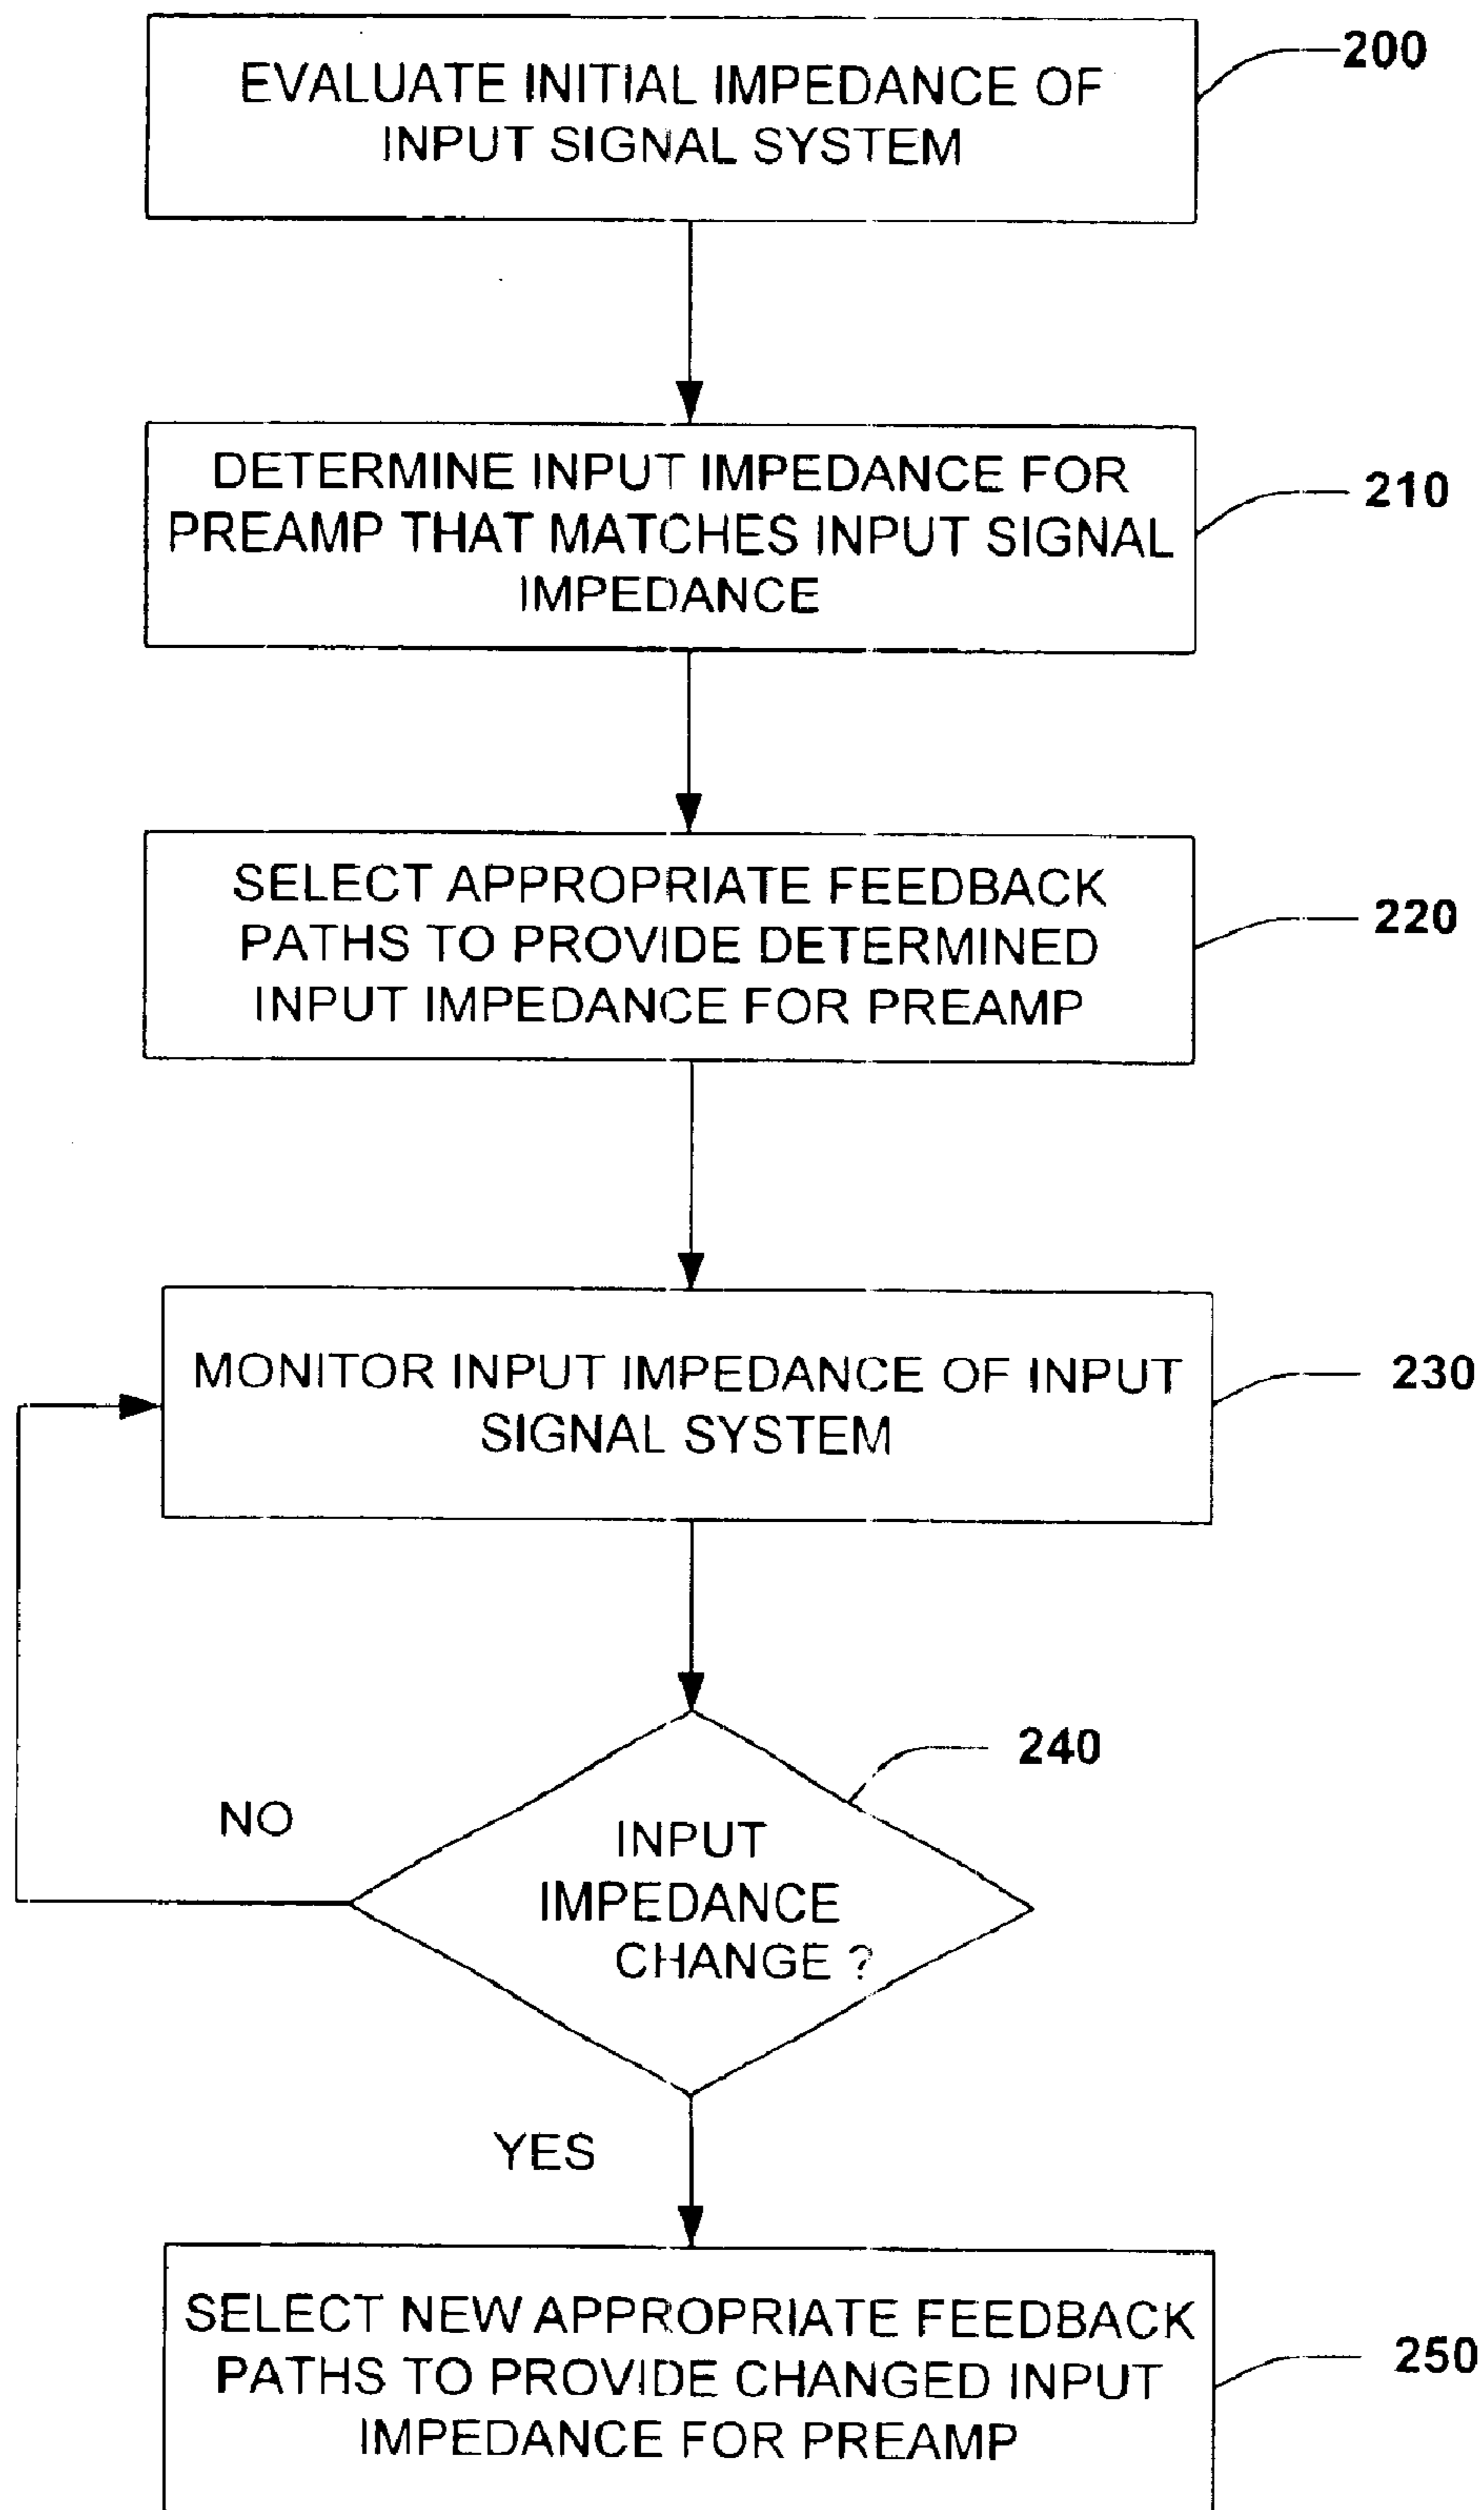 EVALUATE INITIAL IMPEDANCE OF
INPUT SIGNAL SYSTEM
200
DETERMINE INPUT IMPEDANCE FOR
PREAMP THAT MATCHES INPUT SIGNAL
IMPEDANCE
210
SELECT APPROPRIATE FEEDBACK
PATHS TO PROVIDE DETERMINED
INPUT IMPEDANCE FOR PREAMP
220
MONITOR INPUT IMPEDANCE OF INPUT
SIGNAL SYSTEM
230
240
NO
INPUT
IMPEDANCE
CHANGE ?
YES
SELECT NEW APPROPRIATE FEEDBACK
PATHS TO PROVIDE CHANGED INPUT
IMPEDANCE FOR PREAMP
250